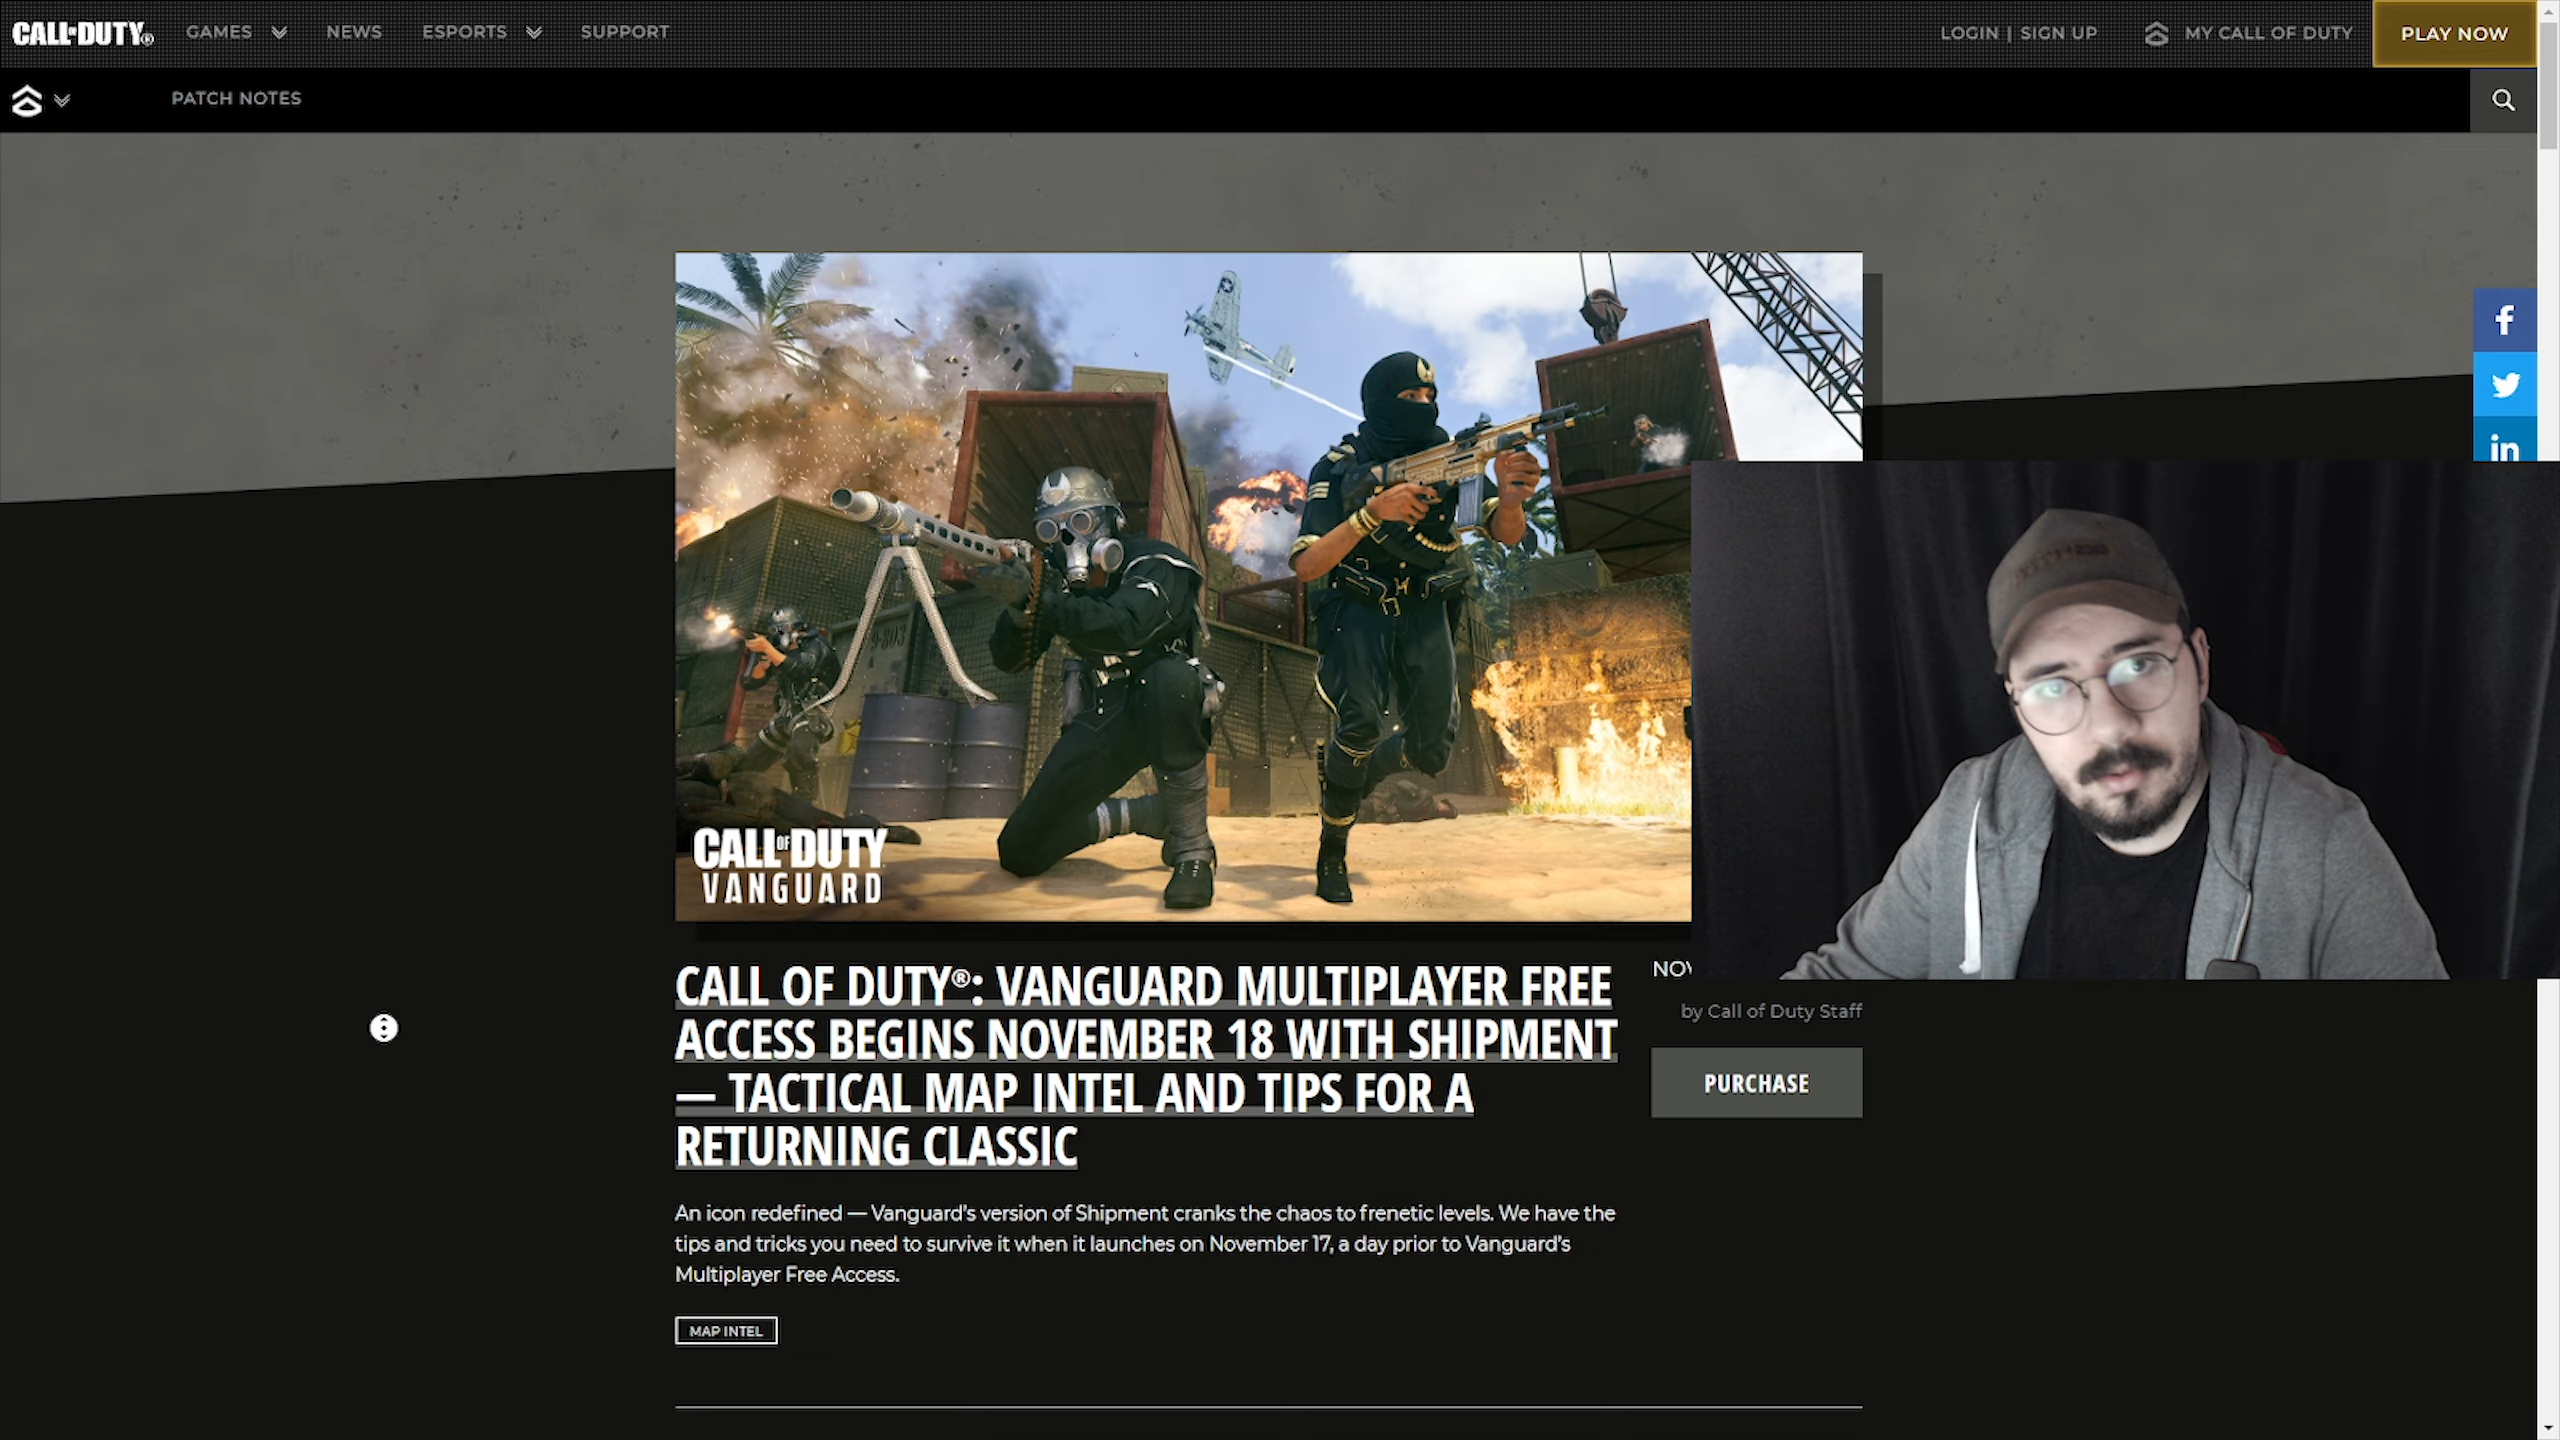 CALL OF DUTY® GAMES NEWS ESPORTS SUPPORT LOGIN | SIGN UP MY CALL OF DUTY PLAY NOW
PATCH NOTES
CALL OF DUTY
VANGUARD
CALL OF DUTY®: VANGUARD MULTIPLAYER FREE
ACCESS BEGINS NOVEMBER 18 WITH SHIPMENT
— TACTICAL MAP INTEL AND TIPS FOR A
RETURNING CLASSIC
by Call of Duty Staff
PURCHASE
An icon redefined — Vanguard's version of Shipment cranks the chaos to frenetic levels. We have the
tips and tricks you need to survive it when it launches on November 17, a day prior to Vanguard's
Multiplayer Free Access.
MAP INTEL